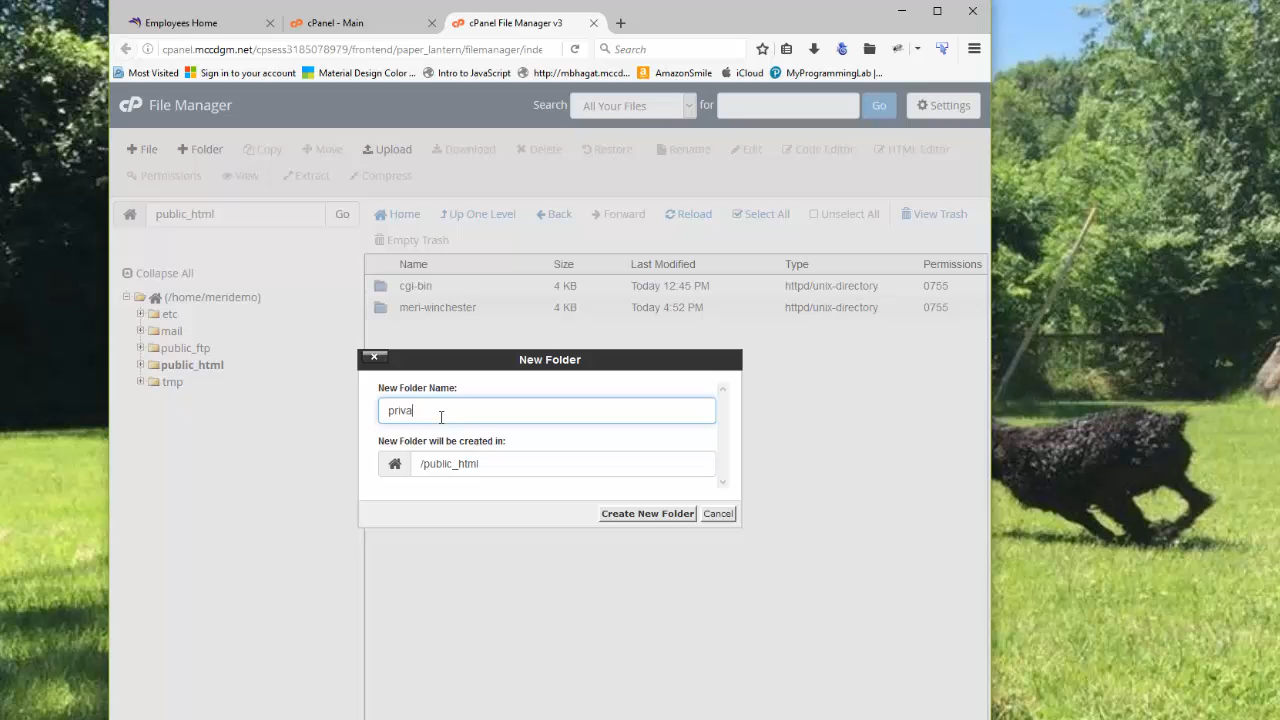 Employees Home
cPanel - Main
cPanel File Manager v3
cpanel.mccdgm.net/cpsess3185078979/frontend/paper_lantern/filemanager/inde
Search
Most Visited Sign in to your account Material Design Color ... Intro to JavaScript http://mbhagat.mccd... AmazonSmile iCloud MyProgrammingLab |...
cP File Manager
Search All Your Files for Go Settings
File Folder Copy Move Upload Download Delete Restore Rename Edit Code Editor HTML Editor
Permissions View Extract Compress
public_html Go
Home Up One Level Back Forward Reload Select All Unselect All View Trash
Empty Trash
Collapse All
(/home/meridemo)
etc
mail
public_ftp
public_html
tmp
Name Size Last Modified Type Permissions
cgi-bin 4 KB Today 12:45 PM httpd/unix-directory 0755
meri-winchester 4 KB Today 4:52 PM httpd/unix-directory 0755
New Folder
New Folder Name:
priva
New Folder will be created in:
/public_html
Create New Folder Cancel